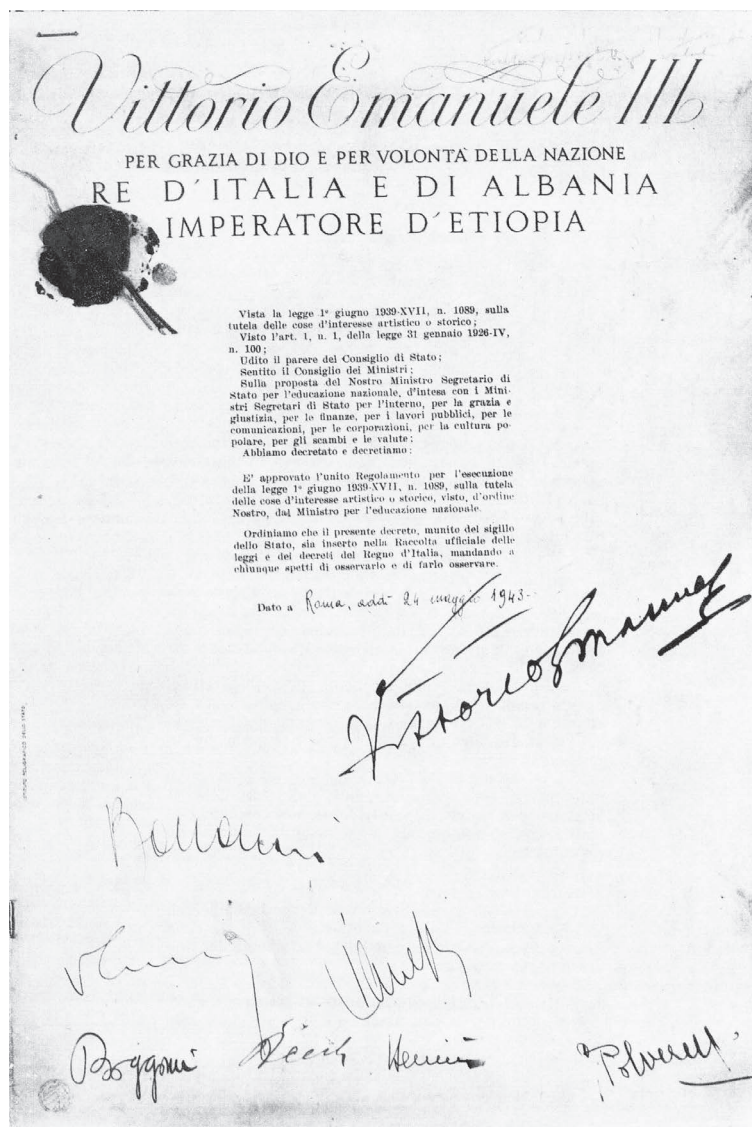 Vittorio Emanuele III
PER GRAZIA DI DIO E PER VOLONTÀ DELLA NAZIONE
RE D'ITALIA E DI ALBANIA
IMPERATORE D'ETIOPIA
Vista la legge 1° giugno 1939-XVII, n. 1089, sulla
tutela delle cose d'interesse artistico o storico;
Visto l'art. 1, n. 1, della legge 31 gennaio 1926-IV,
n. 100;
Udito il parere del Consiglio di Stato;
Sentito il Consiglio dei Ministri;
Sulla proposta del Nostro Ministro Segretario di
Stato per l'educazione nazionale, d'intesa con i Mini-
stri Segretari di Stato per l'interno, per la grazia e
giustizia, per le finanze, per i lavori pubblici, per le
comunicazioni, per le corporazioni, per la cultura po-
polare, per gli scambi e le valute;
Abbiamo decretato e decretiamo:
E' approvato l'unito Regolamento per l'esecuzione
della legge 1° giugno 1939-XVII, n. 1089, sulla tutela
delle cose d'interesse artistico o storico, visto, d'ordine
Nostro, dal Ministro per l'educazione nazionale.
Ordiniamo che il presente decreto, munito del sigillo
dello Stato, sia inserto nella Raccolta ufficiale delle
leggi e dei decreti del Regno d'Italia, mandando a
chiunque spetti di osservarlo e di farlo osservare.
Dato a Roma, addì 24 maggio 1943-
Vittorio Emanuele
ISTITUTO POLIGRAFICO DELLO STATO
Biggini
Polverelli